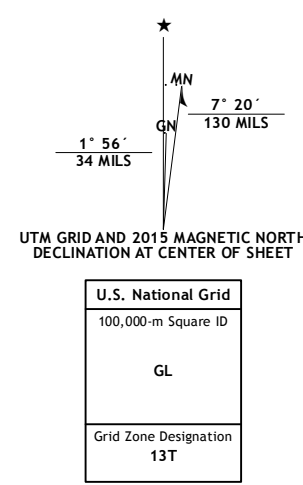 ★
MN
7° 20´
130 MILS
GN
1° 56´
34 MILS
UTM GRID AND 2015 MAGNETIC NORTH
DECLINATION AT CENTER OF SHEET
U.S. National Grid
100,000-m Square ID
GL
Grid Zone Designation
13T